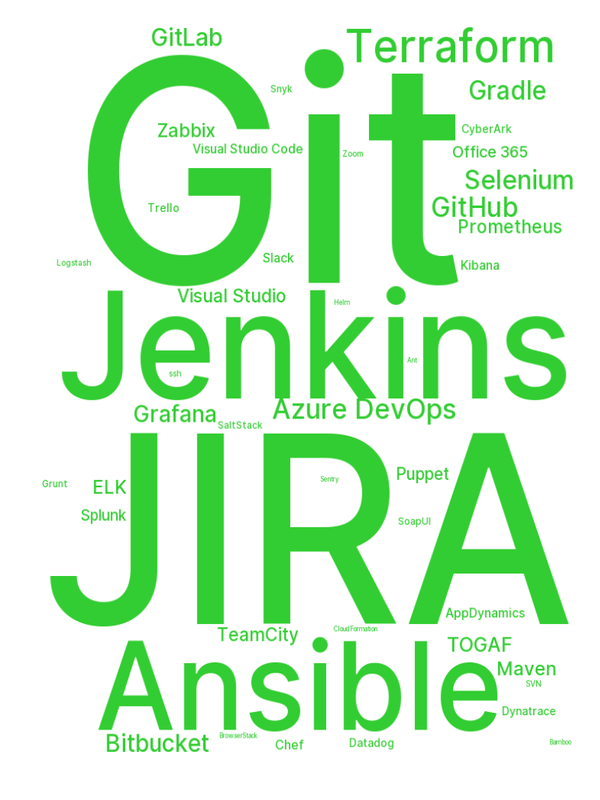 GitLab
Terraform
Git
Snyk
Gradle
Zabbix
CyberArk
Visual Studio Code
Zoom
Office 365
Selenium
Trello
GitHub
Prometheus
Logstash
Slack
Kibana
Visual Studio
Helm
Jenkins
Ant
ssh
Grafana
Azure DevOps
SaltStack
JIRA
Grunt
ELK
Sentry
Puppet
Splunk
SoapUI
AppDynamics
TeamCity
CloudFormation
TOGAF
Ansible
Maven
SVN
Dynatrace
Bitbucket
BrowserStack
Chef
Datadog
Bamboo